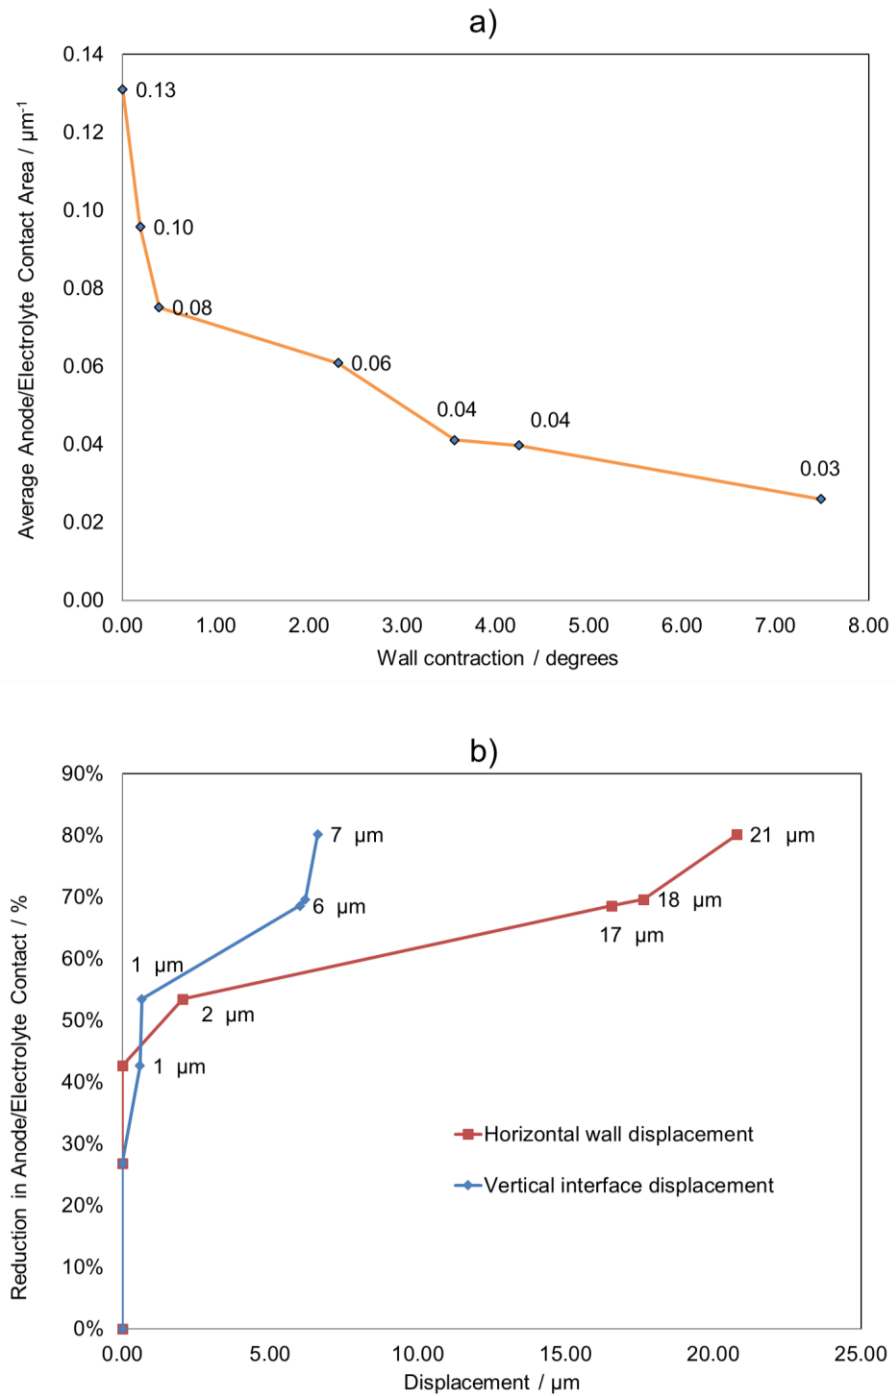 a)
Average Anode/Electrolyte Contact Area / µm⁻¹
0.14
0.12
0.10
0.08
0.06
0.04
0.02
0.00
0.13
0.10
0.08
0.06
0.04
0.04
0.03
0.00 1.00 2.00 3.00 4.00 5.00 6.00 7.00 8.00
Wall contraction / degrees
b)
Reduction in Anode/Electrolyte Contact / %
90%
80%
70%
60%
50%
40%
30%
20%
10%
0%
7 µm
21 µm
6 µm
18 µm
17 µm
1 µm
2 µm
1 µm
Horizontal wall displacement
Vertical interface displacement
0.00 5.00 10.00 15.00 20.00 25.00
Displacement / µm